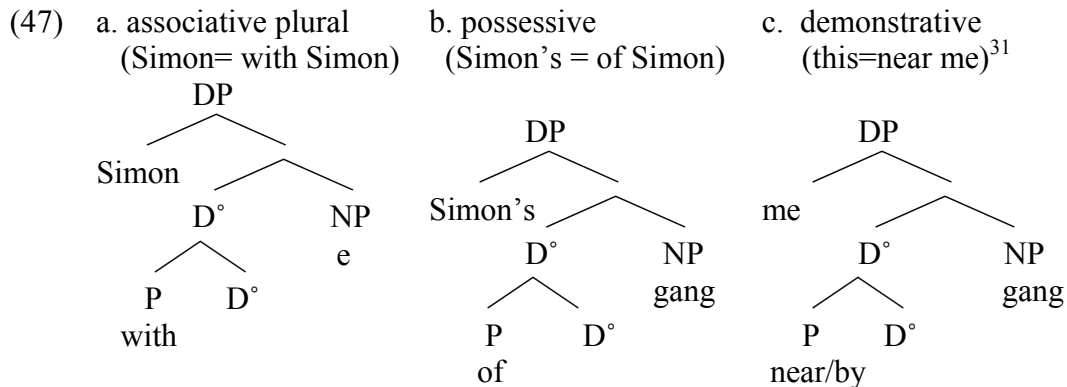 (47) a. associative plural b. possessive c. demonstrative
(Simon= with Simon) (Simon's = of Simon) (this=near me)³¹
DP
DP DP
Simon
Simon's me
D° NP
e
D° NP D° NP
gang gang
P D°
with
P D° P D°
of near/by